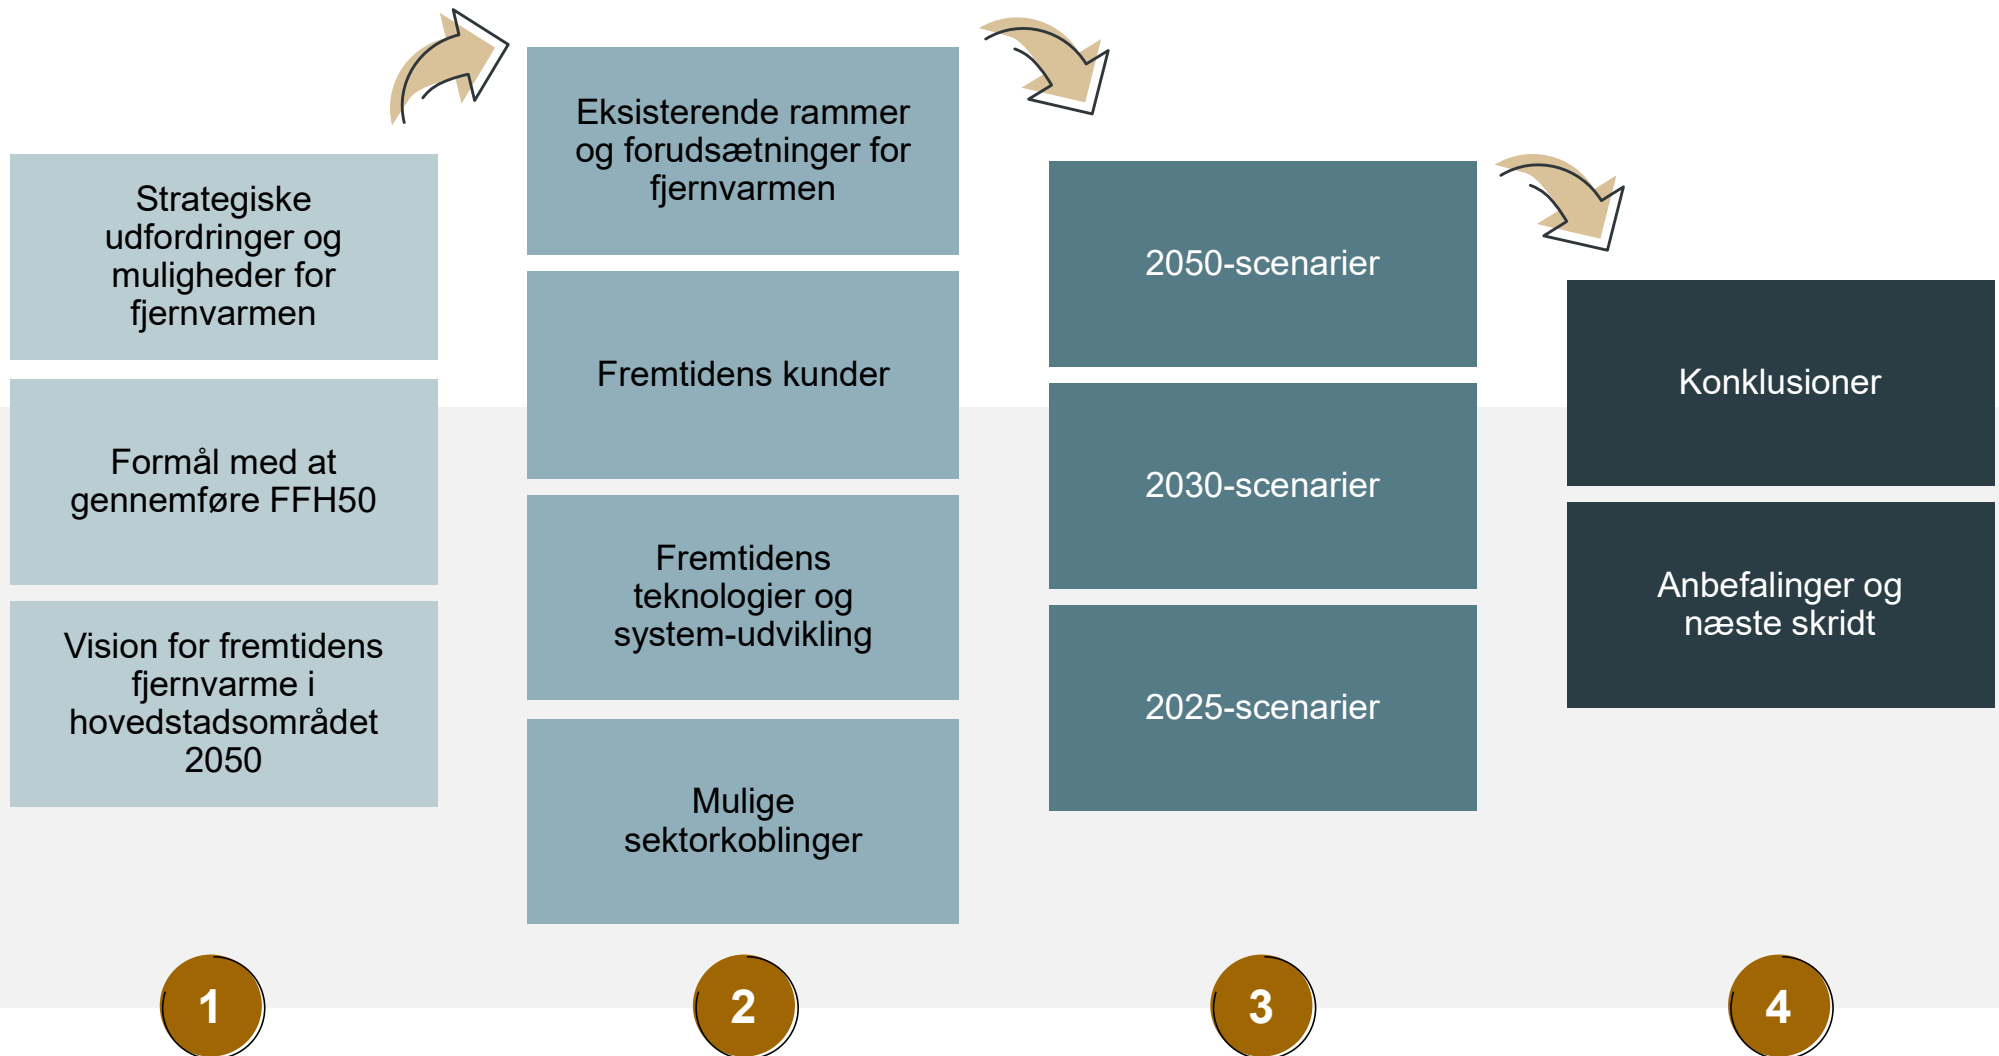 Strategiske
udfordringer og
muligheder for
fjernvarmen
Formål med at
gennemføre FFH50
Vision for fremtidens
fjernvarme i
hovedstadsområdet
2050
1
Eksisterende rammer
og forudsætninger for
fjernvarmen
Fremtidens kunder
Fremtidens
teknologier og
system-udvikling
Mulige
sektorkoblinger
2
2050-scenarier
2030-scenarier
2025-scenarier
3
Konklusioner
Anbefalinger og
næste skridt
4